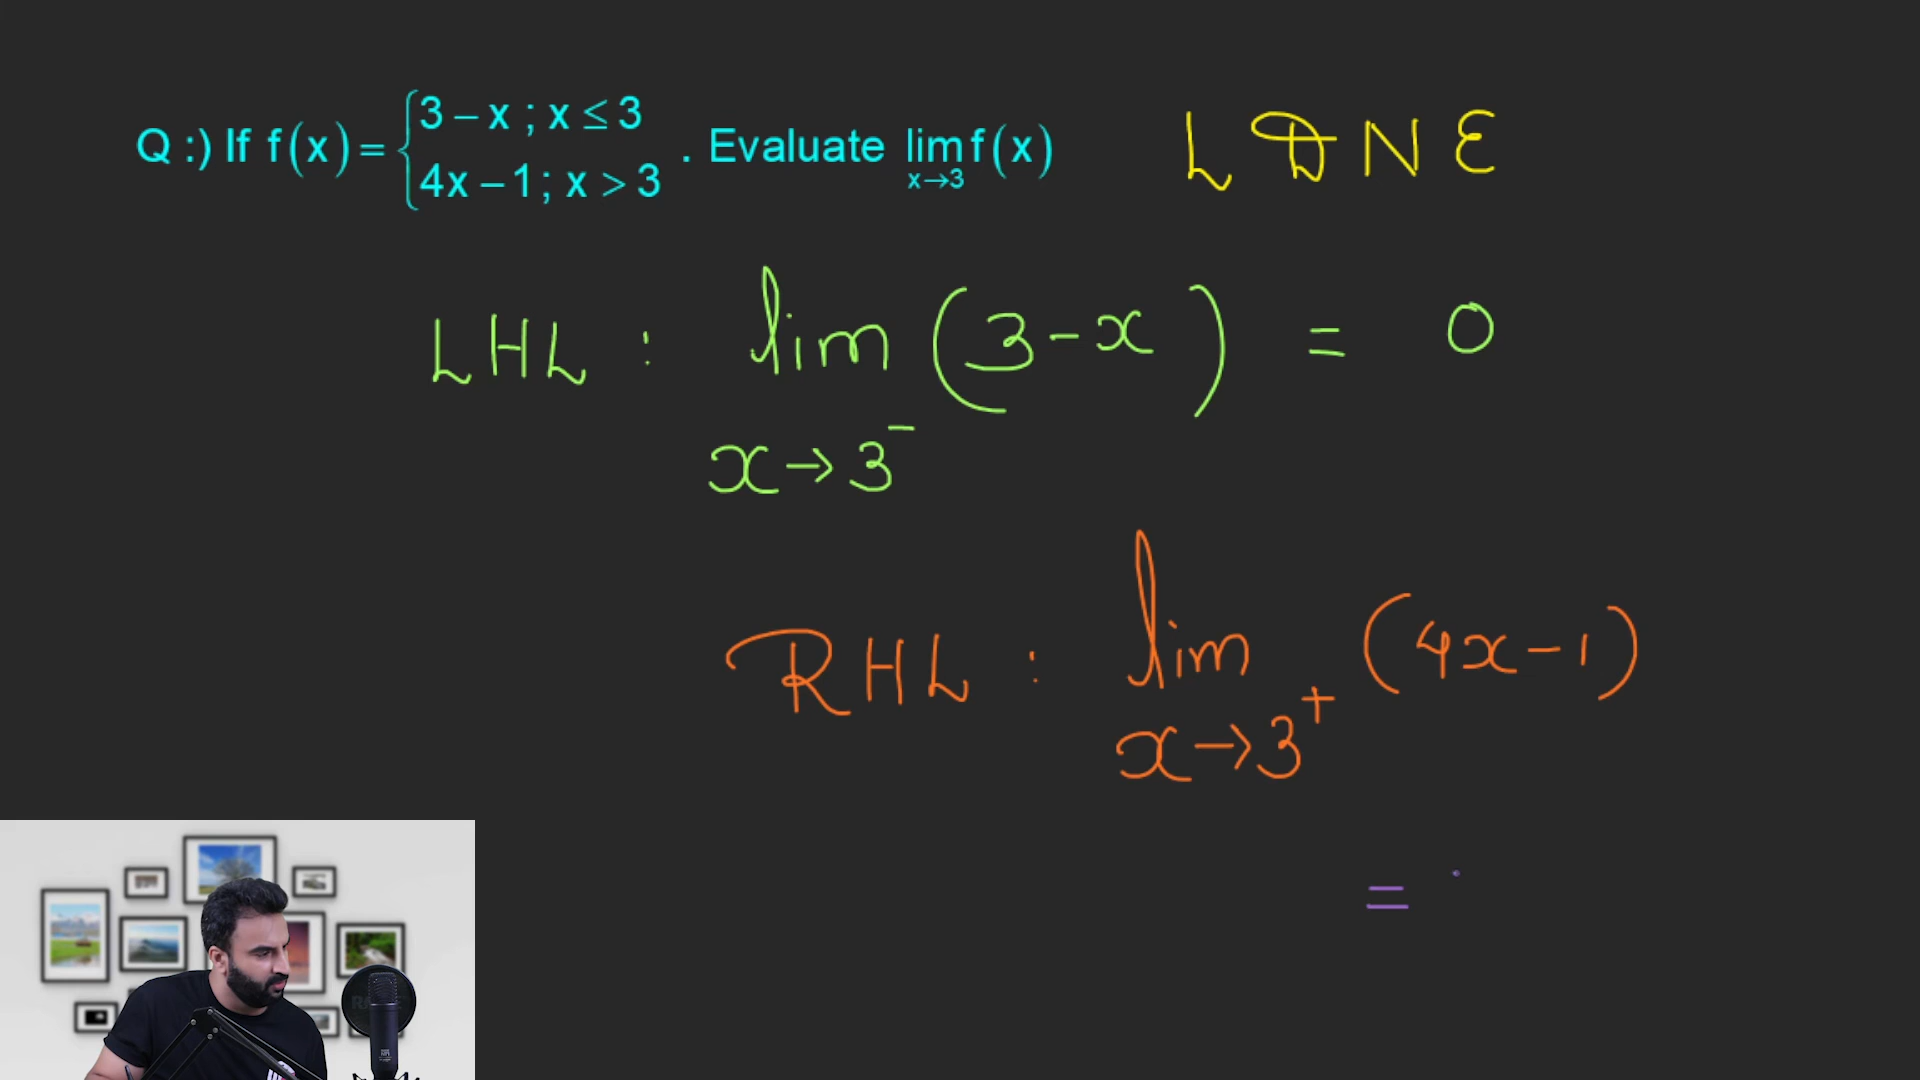 Q :) If f(x) = { 3 – x ; x ≤ 3
4x – 1 ; x > 3 . Evaluate lim x→3 f(x)
L D N E
LHL : lim x→3⁻ (3 - x) = 0
RHL : lim x→3⁺ (4x - 1)
=